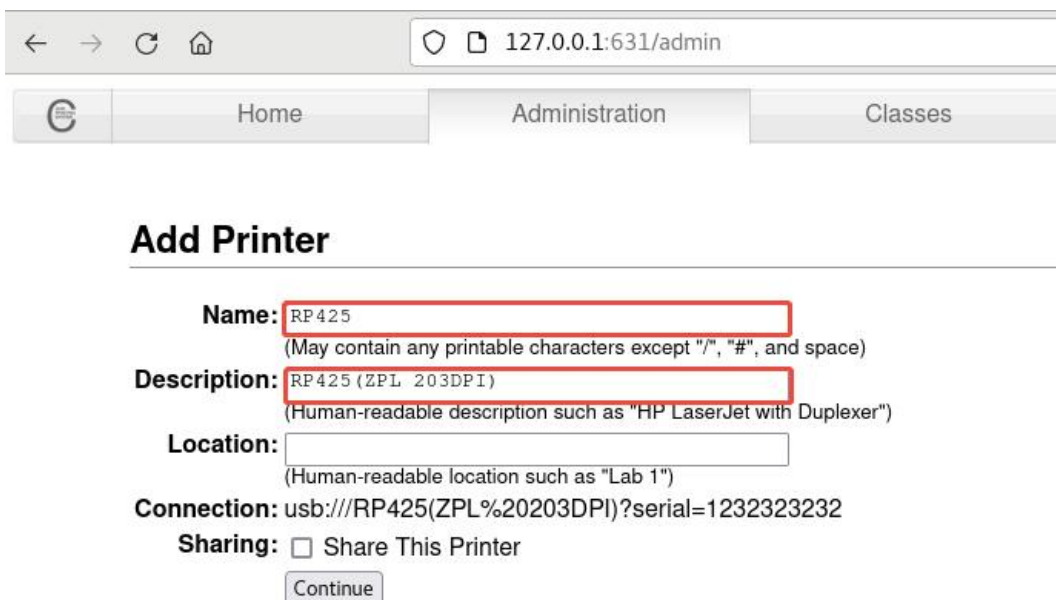 127.0.0.1:631/admin
Home Administration Classes
Add Printer
Name: RP425
(May contain any printable characters except "/", "#", and space)
Description: RP425(ZPL 203DPI)
(Human-readable description such as "HP LaserJet with Duplexer")
Location:
(Human-readable location such as "Lab 1")
Connection: usb:///RP425(ZPL%20203DPI)?serial=1232323232
Sharing: Share This Printer
Continue